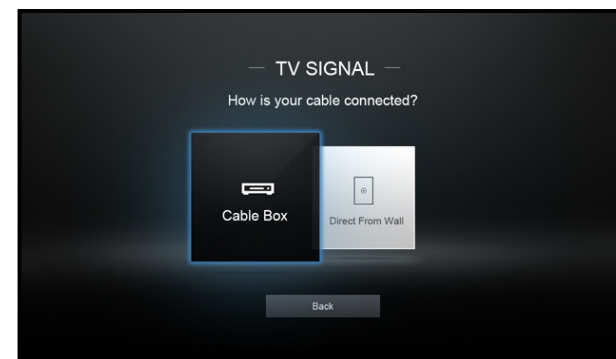 TV SIGNAL
How is your cable connected?
Cable Box
Direct From Wall
Back